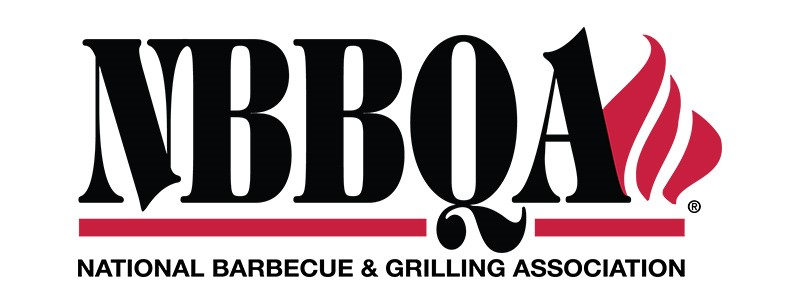 NBBQA®
NATIONAL BARBECUE & GRILLING ASSOCIATION